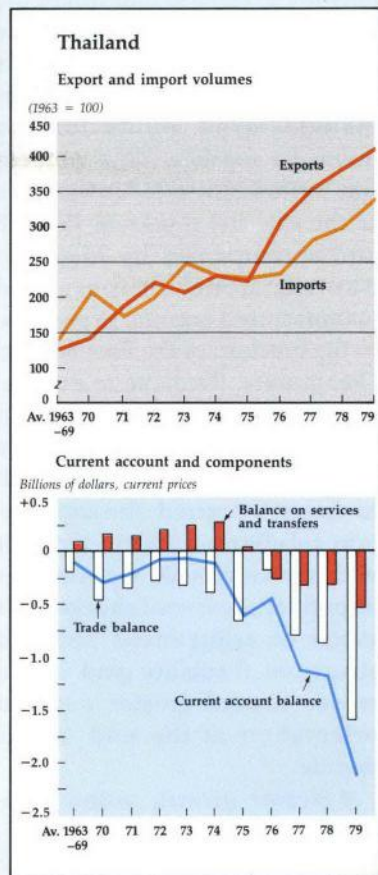 Thailand
Export and import volumes
(1963 = 100)
450
400
350
300
250
200
150
100
0
Exports
Imports
Av. 1963 70 71 72 73 74 75 76 77 78 79
–69
Current account and components
Billions of dollars, current prices
+0.5
0
−0.5
−1.0
−1.5
−2.0
−2.5
Balance on services
and transfers
Trade balance
Current account balance
Av. 1963 70 71 72 73 74 75 76 77 78 79
–69